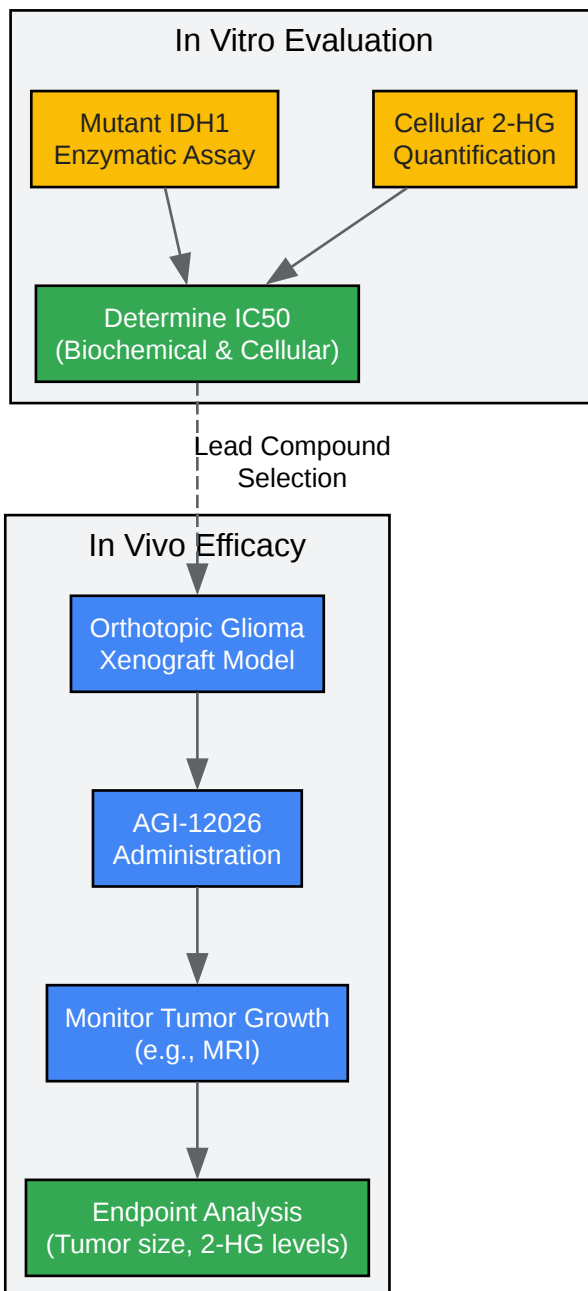 In Vitro Evaluation
Mutant IDH1
Enzymatic Assay
Cellular 2-HG
Quantification
Determine IC50
(Biochemical & Cellular)
Lead Compound
Selection
In Vivo Efficacy
Orthotopic Glioma
Xenograft Model
AGI-12026
Administration
Monitor Tumor Growth
(e.g., MRI)
Endpoint Analysis
(Tumor size, 2-HG levels)